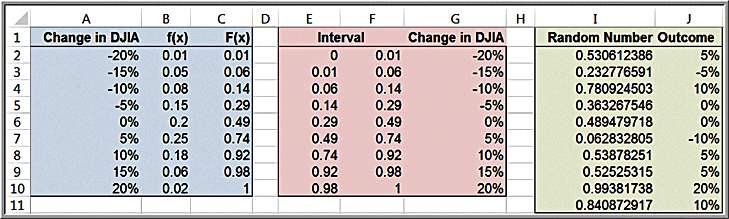 A B C D E F G H I J
1 Change in DJIA f(x) F(x) Interval Change in DJIA Random Number Outcome
2 -20% 0.01 0.01 0 0.01 -20% 0.530612386 5%
3 -15% 0.05 0.06 0.01 0.06 -15% 0.232776591 -5%
4 -10% 0.08 0.14 0.06 0.14 -10% 0.780924503 10%
5 -5% 0.15 0.29 0.14 0.29 -5% 0.363267546 0%
6 0% 0.2 0.49 0.29 0.49 0% 0.489479678 0%
7 5% 0.25 0.74 0.49 0.74 5% 0.062832805 -10%
8 10% 0.18 0.92 0.74 0.92 10% 0.53878251 5%
9 15% 0.06 0.98 0.92 0.98 15% 0.52525315 5%
10 20% 0.02 1 0.98 1 20% 0.99381738 20%
11 0.840872917 10%